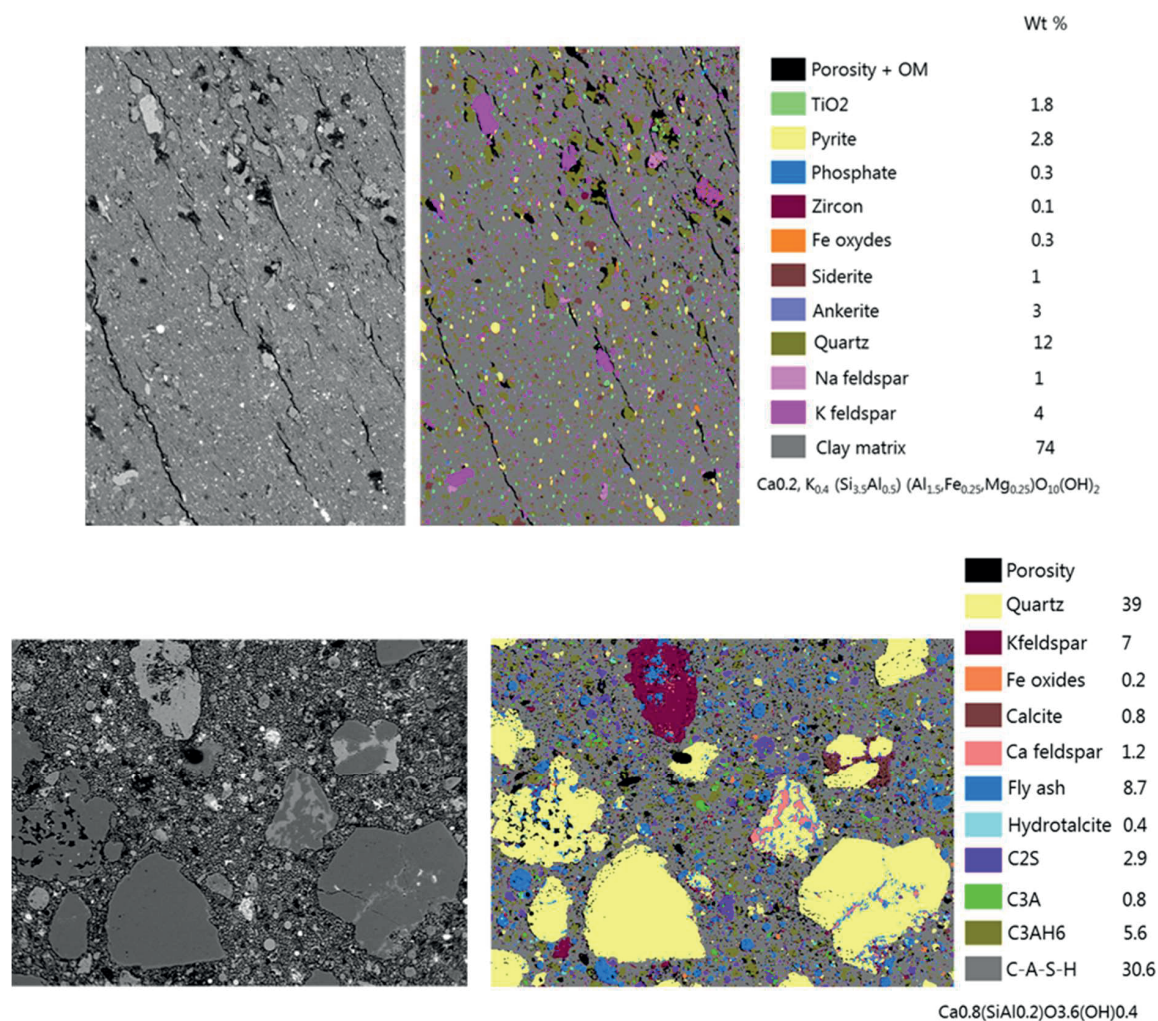 Wt %
Porosity + OM
TiO2 1.8
Pyrite 2.8
Phosphate 0.3
Zircon 0.1
Fe oxydes 0.3
Siderite 1
Ankerite 3
Quartz 12
Na feldspar 1
K feldspar 4
Clay matrix 74
Ca0.2, K₀.₄ (Si₃.₅Al₀.₅) (Al₁.₅,Fe₀.₂₅,Mg₀.₂₅)O₁₀(OH)₂
Porosity
Quartz 39
Kfeldspar 7
Fe oxides 0.2
Calcite 0.8
Ca feldspar 1.2
Fly ash 8.7
Hydrotalcite 0.4
C2S 2.9
C3A 0.8
C3AH6 5.6
C-A-S-H 30.6
Ca0.8(SiAl0.2)O3.6(OH)0.4